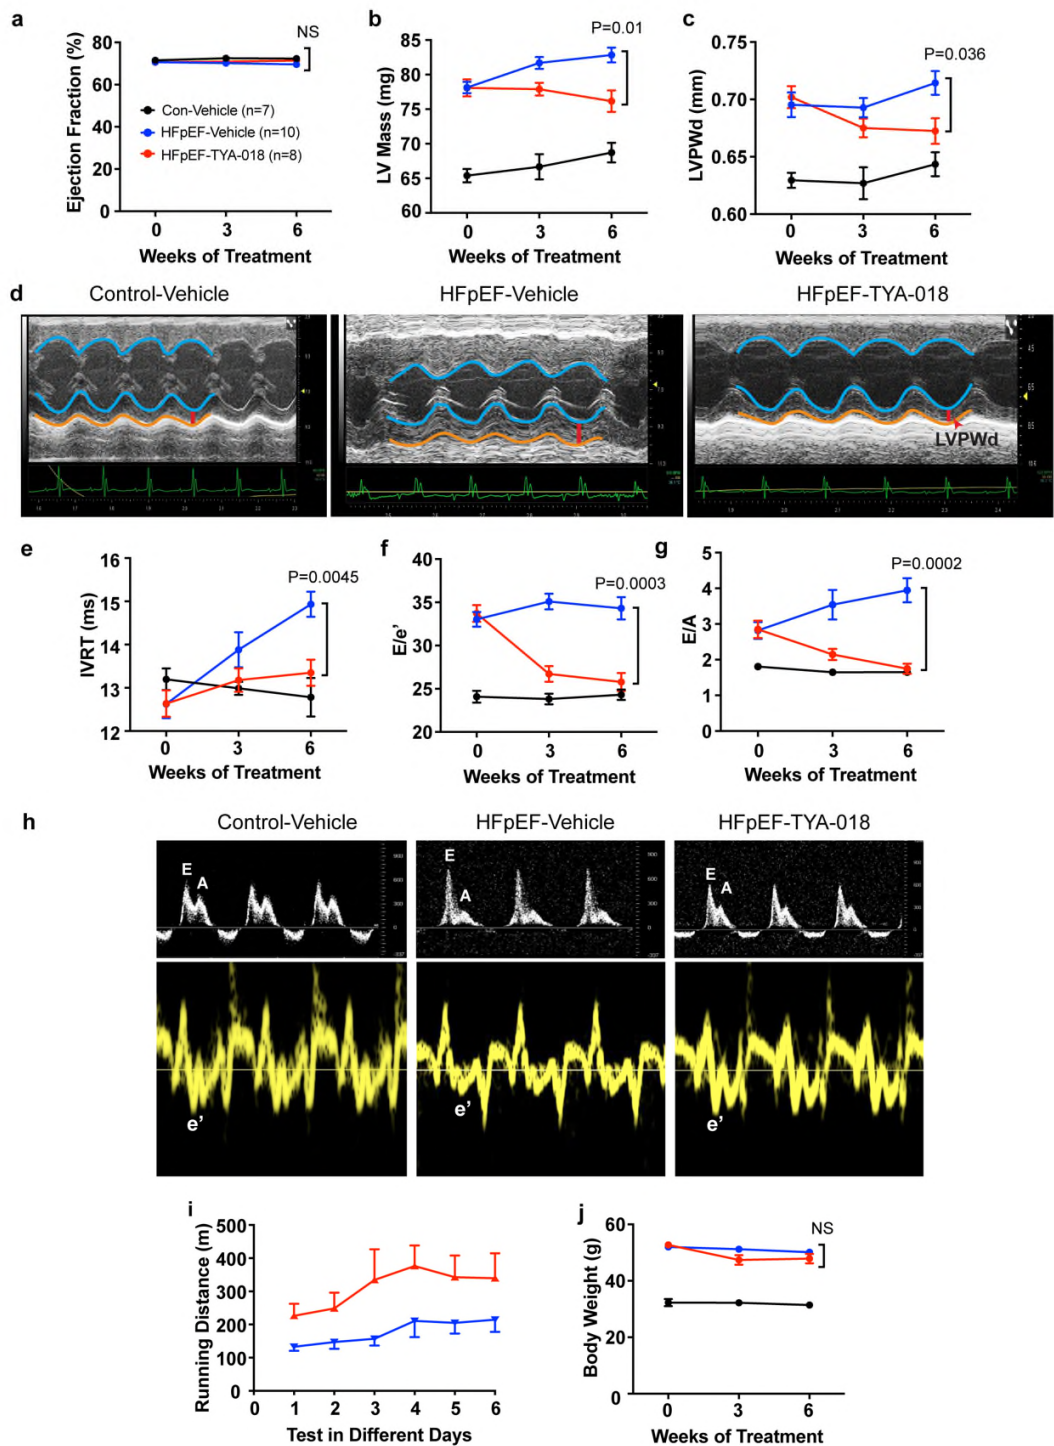 a
NS
Ejection Fraction (%)
80
60
40
20
0
Con-Vehicle (n=7)
HFpEF-Vehicle (n=10)
HFpEF-TYA-018 (n=8)
0 3 6
Weeks of Treatment
b
P=0.01
LV Mass (mg)
85
80
75
70
65
60
0 3 6
Weeks of Treatment
c
P=0.036
LVPWd (mm)
0.75
0.70
0.65
0.60
0 3 6
Weeks of Treatment
d
Control-Vehicle
HFpEF-Vehicle
HFpEF-TYA-018
LVPWd
e
P=0.0045
IVRT (ms)
16
15
14
13
12
0 3 6
Weeks of Treatment
f
P=0.0003
E/e’
40
35
30
25
20
0 3 6
Weeks of Treatment
g
P=0.0002
E/A
5
4
3
2
1
0
0 3 6
Weeks of Treatment
h
Control-Vehicle
HFpEF-Vehicle
HFpEF-TYA-018
E
A
E
A
E
A
e’
e’
e’
i
Running Distance (m)
500
400
300
200
100
0
0 1 2 3 4 5 6
Test in Different Days
j
NS
Body Weight (g)
60
40
20
0
0 3 6
Weeks of Treatment